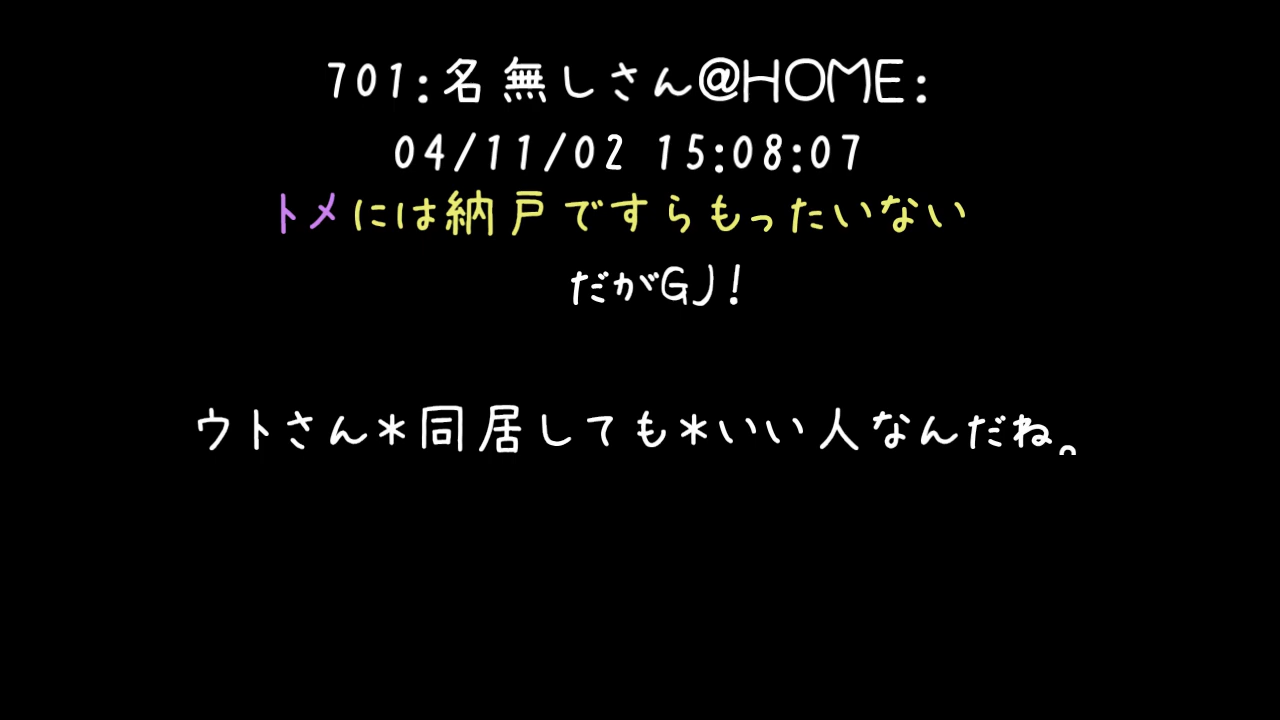 701:名無しさん@HOME:
04/11/02 15:08:07
トメには納戸ですらもったいない
だがGJ!
ウトさん*同居しても*いい人なんだね。